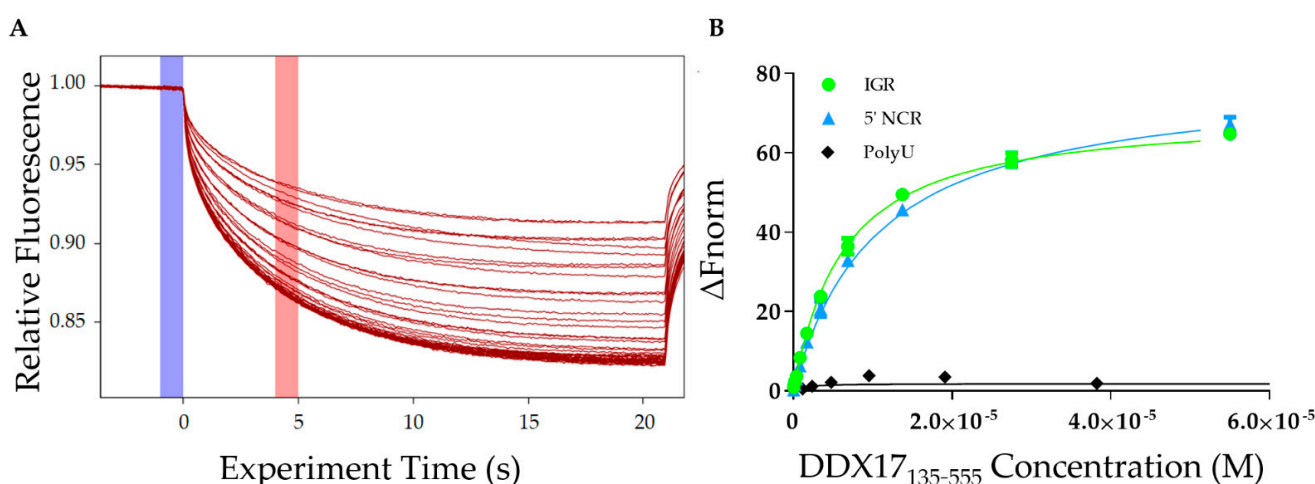 A
Relative Fluorescence
1.00
0.95
0.90
0.85
0
5
10
15
20
Experiment Time (s)
B
ΔFnorm
80
60
40
20
0
IGR
5' NCR
PolyU
0
2.0×10⁻⁵
4.0×10⁻⁵
6.0×10⁻⁵
DDX17₁₃₅₋₅₅₅ Concentration (M)